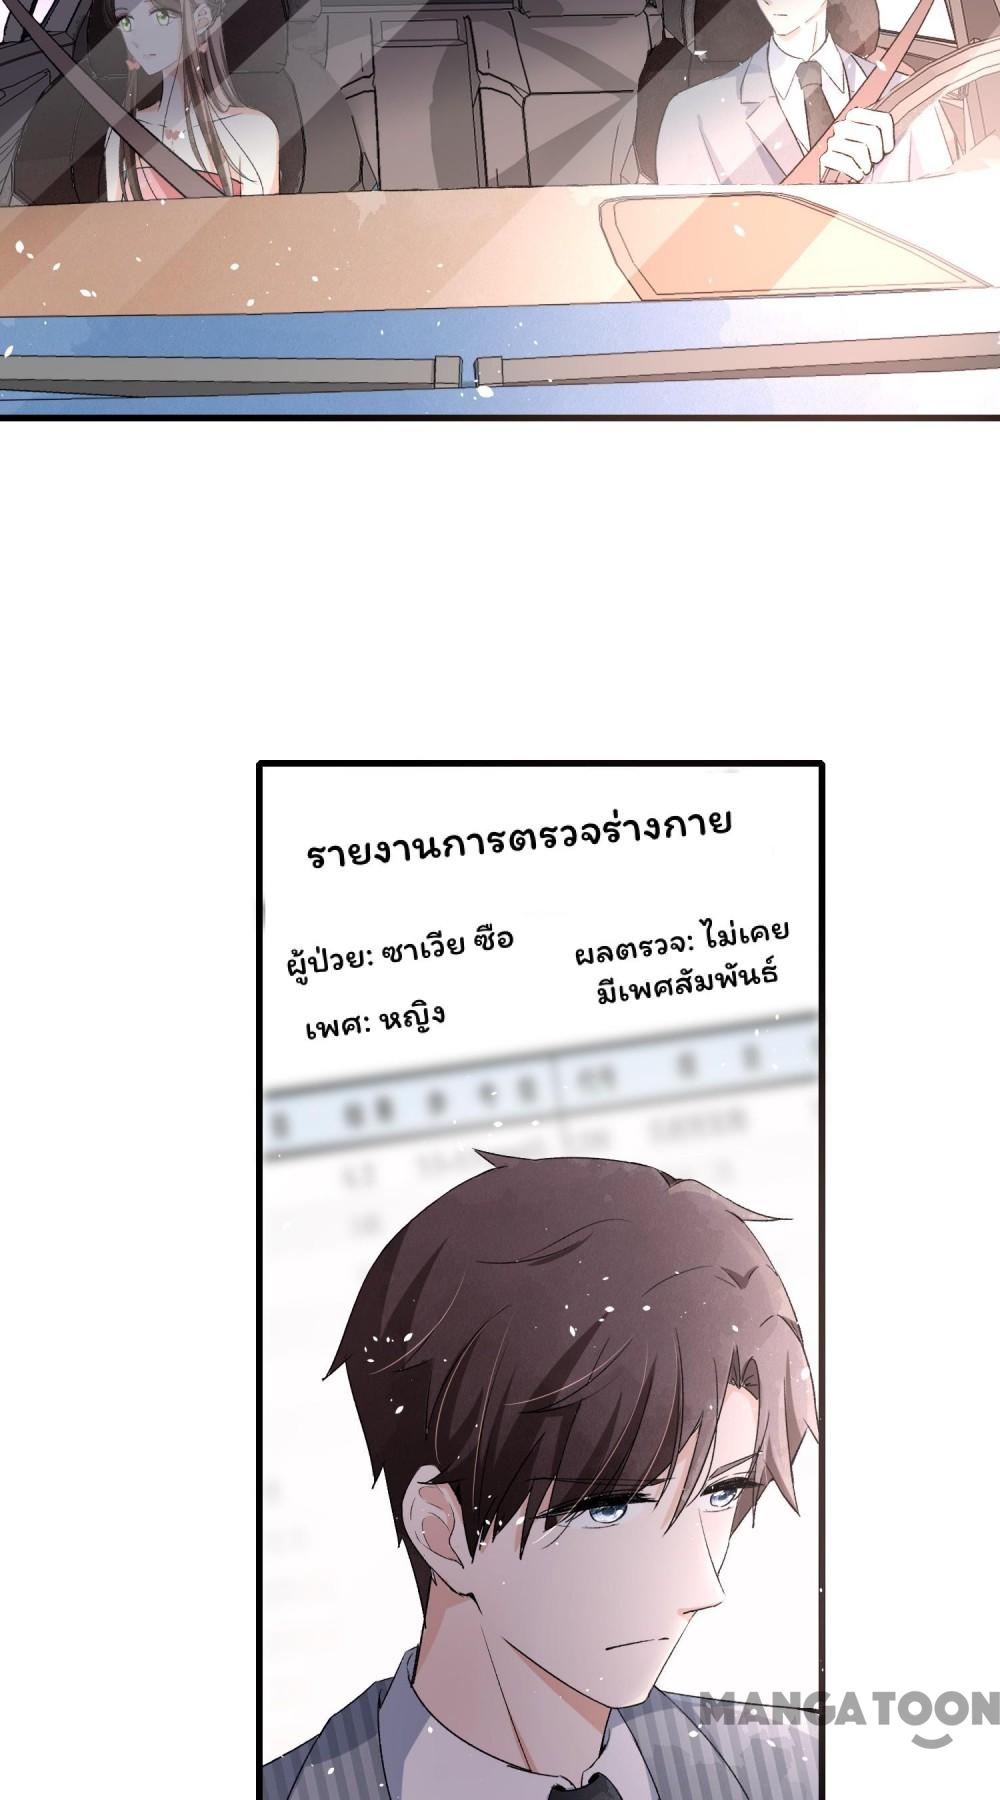 รายงานการตรวจร่างกาย
ผู้ป่วย: ซาเวีย ซือ
เพศ: หญิง
ผลตรวจ: ไม่เคย
มีเพศสัมพันธ์
MANGATOON